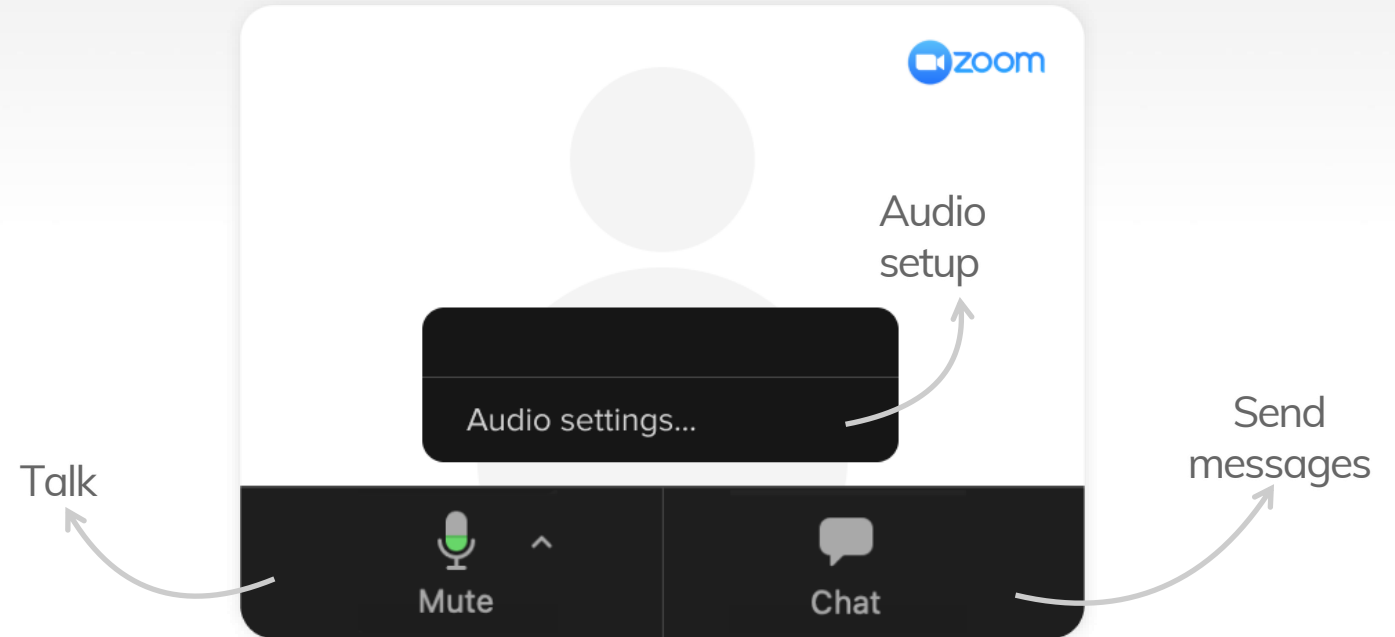 zoom
Audio
setup
Audio settings...
Send
messages
Talk
Mute
Chat